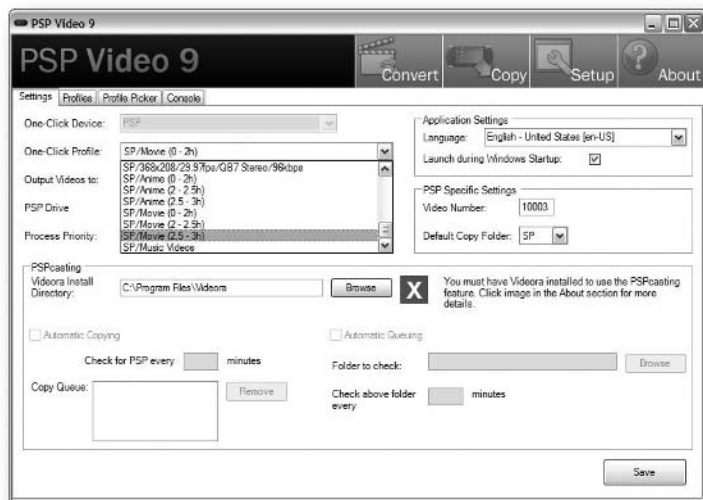 PSP Video 9
PSP Video 9
Convert
Copy
Setup
About
Settings
Profiles
Profile Picker
Console
One-Click Device:
PSP
One-Click Profile:
SP/Movie (0 - 2h)
SP/368x208/29.97fps/QB7 Stereo/96kbps
SP/Anime (0 - 2h)
SP/Anime (2 - 2.5h)
SP/Anime (2.5 - 3h)
SP/Movie (0 - 2h)
SP/Movie (2 - 2.5h)
SP/Movie (2.5 - 3h)
SP/Music Videos
Output Videos to:
PSP Drive
Process Priority:
Application Settings
Language:
English - United States [en-US]
Launch during Windows Startup:
PSP Specific Settings
Video Number:
10003
Default Copy Folder:
SP
PSPcasting
Videora Install
Directory:
C:\Program Files\Videora
Browse
X
You must have Videora installed to use the PSPcasting
feature. Click image in the About section for more
details.
Automatic Copying
Check for PSP every
minutes
Copy Queue:
Remove
Automatic Queuing
Folder to check:
Browse
Check above folder
every
minutes
Save